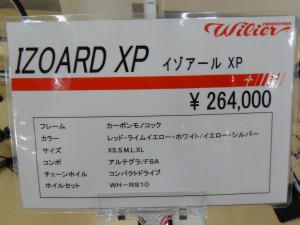 Wilier
TRIESTINA
IZOARD XP イゾアール XP
¥ 264,000
フレーム カーボンモノコック
カラー レッド・ライムイエロー・ホワイト/イエロー・シルバー
サイズ XS,S,M,L,XL
コンポ アルテグラ/FSA
チェーンホイル コンパクトドライブ
ホイルセット WH-RS10